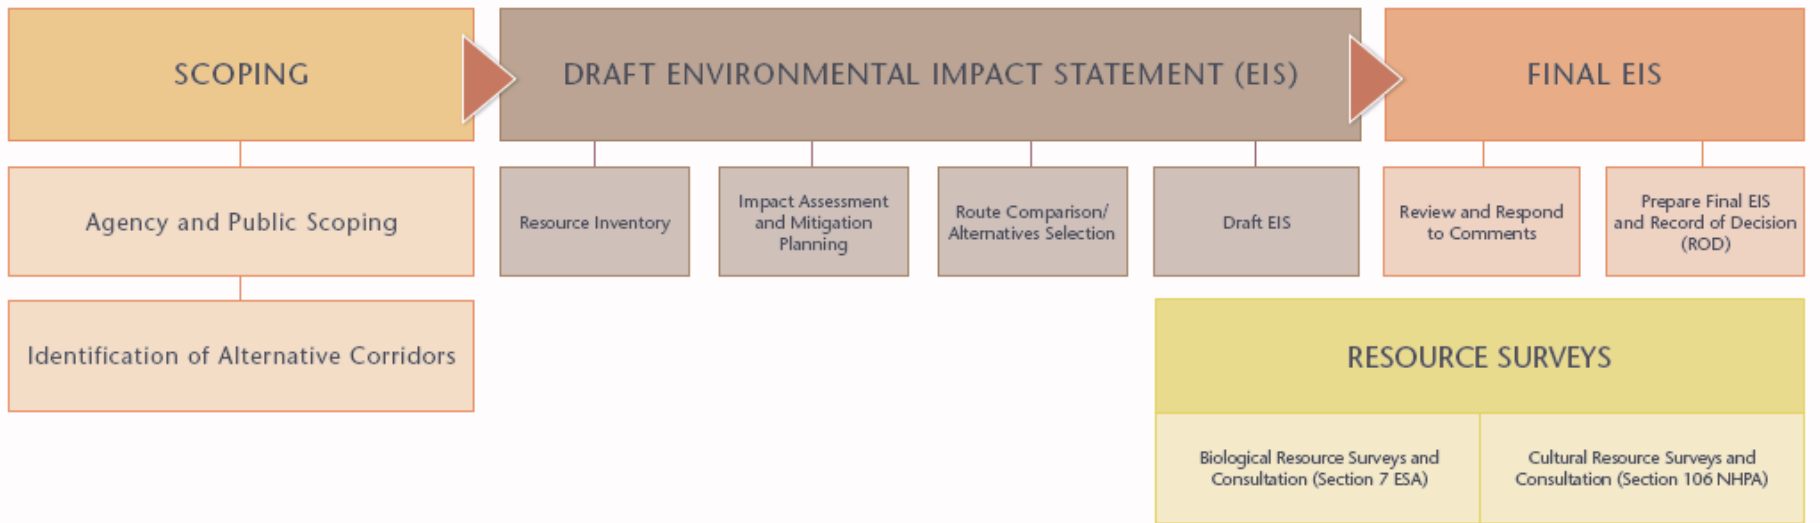 SCOPING
DRAFT ENVIRONMENTAL IMPACT STATEMENT (EIS)
FINAL EIS
Agency and Public Scoping
Resource Inventory
Impact Assessment
and Mitigation
Planning
Route Comparison/
Alternatives Selection
Draft EIS
Review and Respond
to Comments
Prepare Final EIS
and Record of Decision
(ROD)
Identification of Alternative Corridors
RESOURCE SURVEYS
Biological Resource Surveys and
Consultation (Section 7 ESA)
Cultural Resource Surveys and
Consultation (Section 106 NHPA)